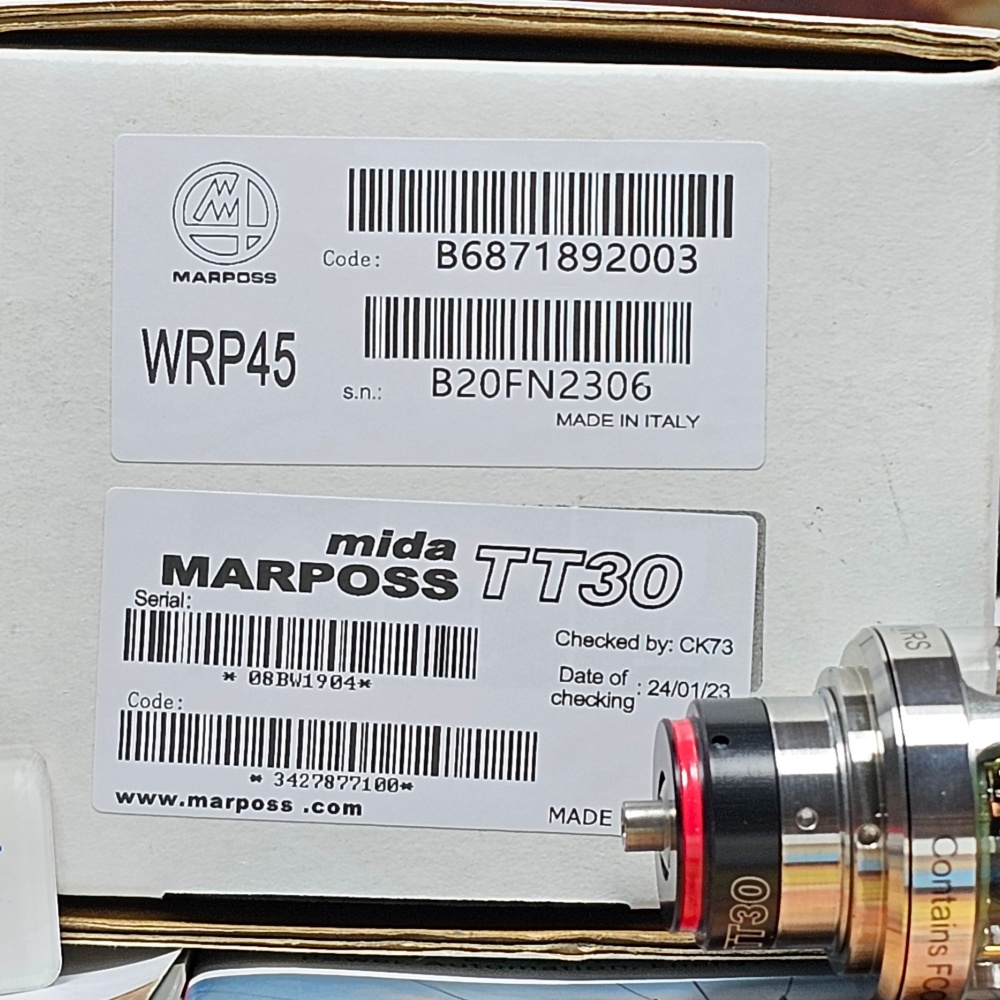 MARPOSS
Code: B6871892003
WRP45
s.n.: B20FN2306
MADE IN ITALY
mida
MARPOSS TT30
Serial:
* 08BW1904*
Checked by: CK73
Date of checking : 24/01/23
Code:
* 3427877100*
www.marposs .com
MADE
TT30
Contains FC